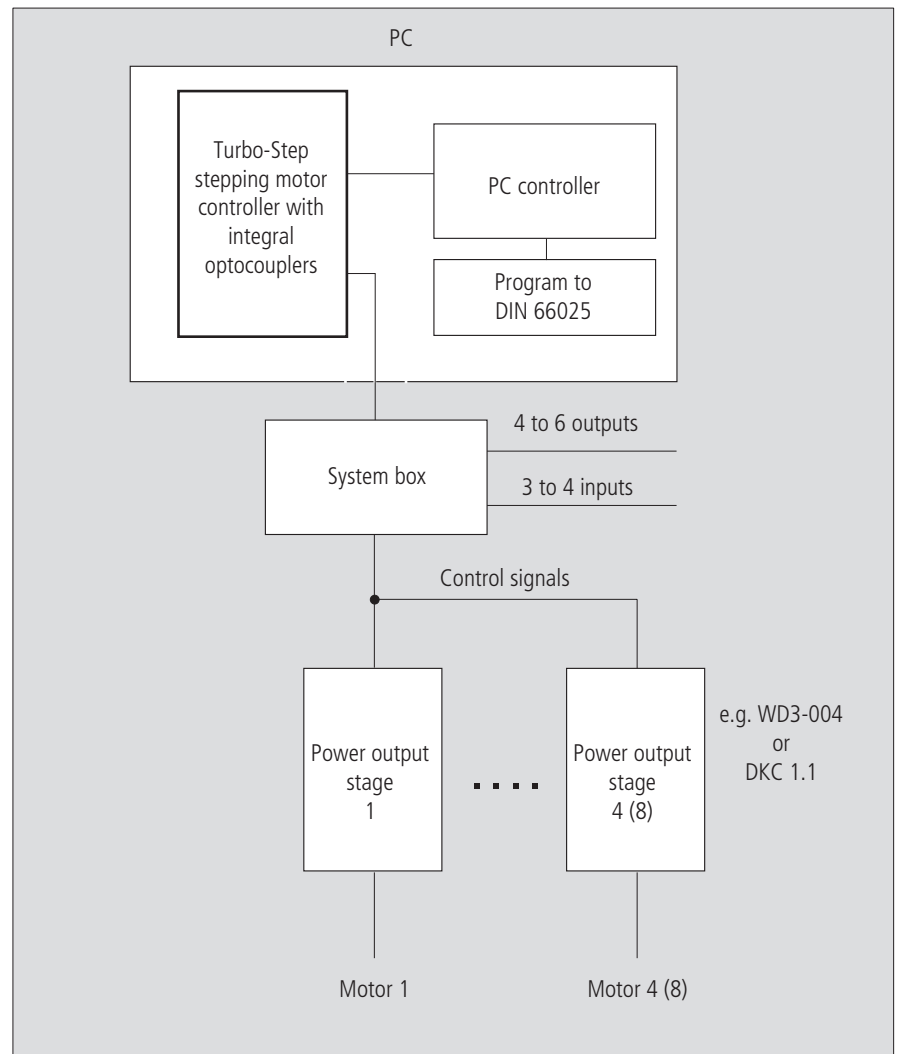 PC
Turbo-Step
stepping motor
controller with
integral
optocouplers
PC controller
Program to
DIN 66025
System box
4 to 6 outputs
3 to 4 inputs
Control signals
Power output
stage
1
Power output
stage
4 (8)
e.g. WD3-004
or
DKC 1.1
Motor 1
Motor 4 (8)